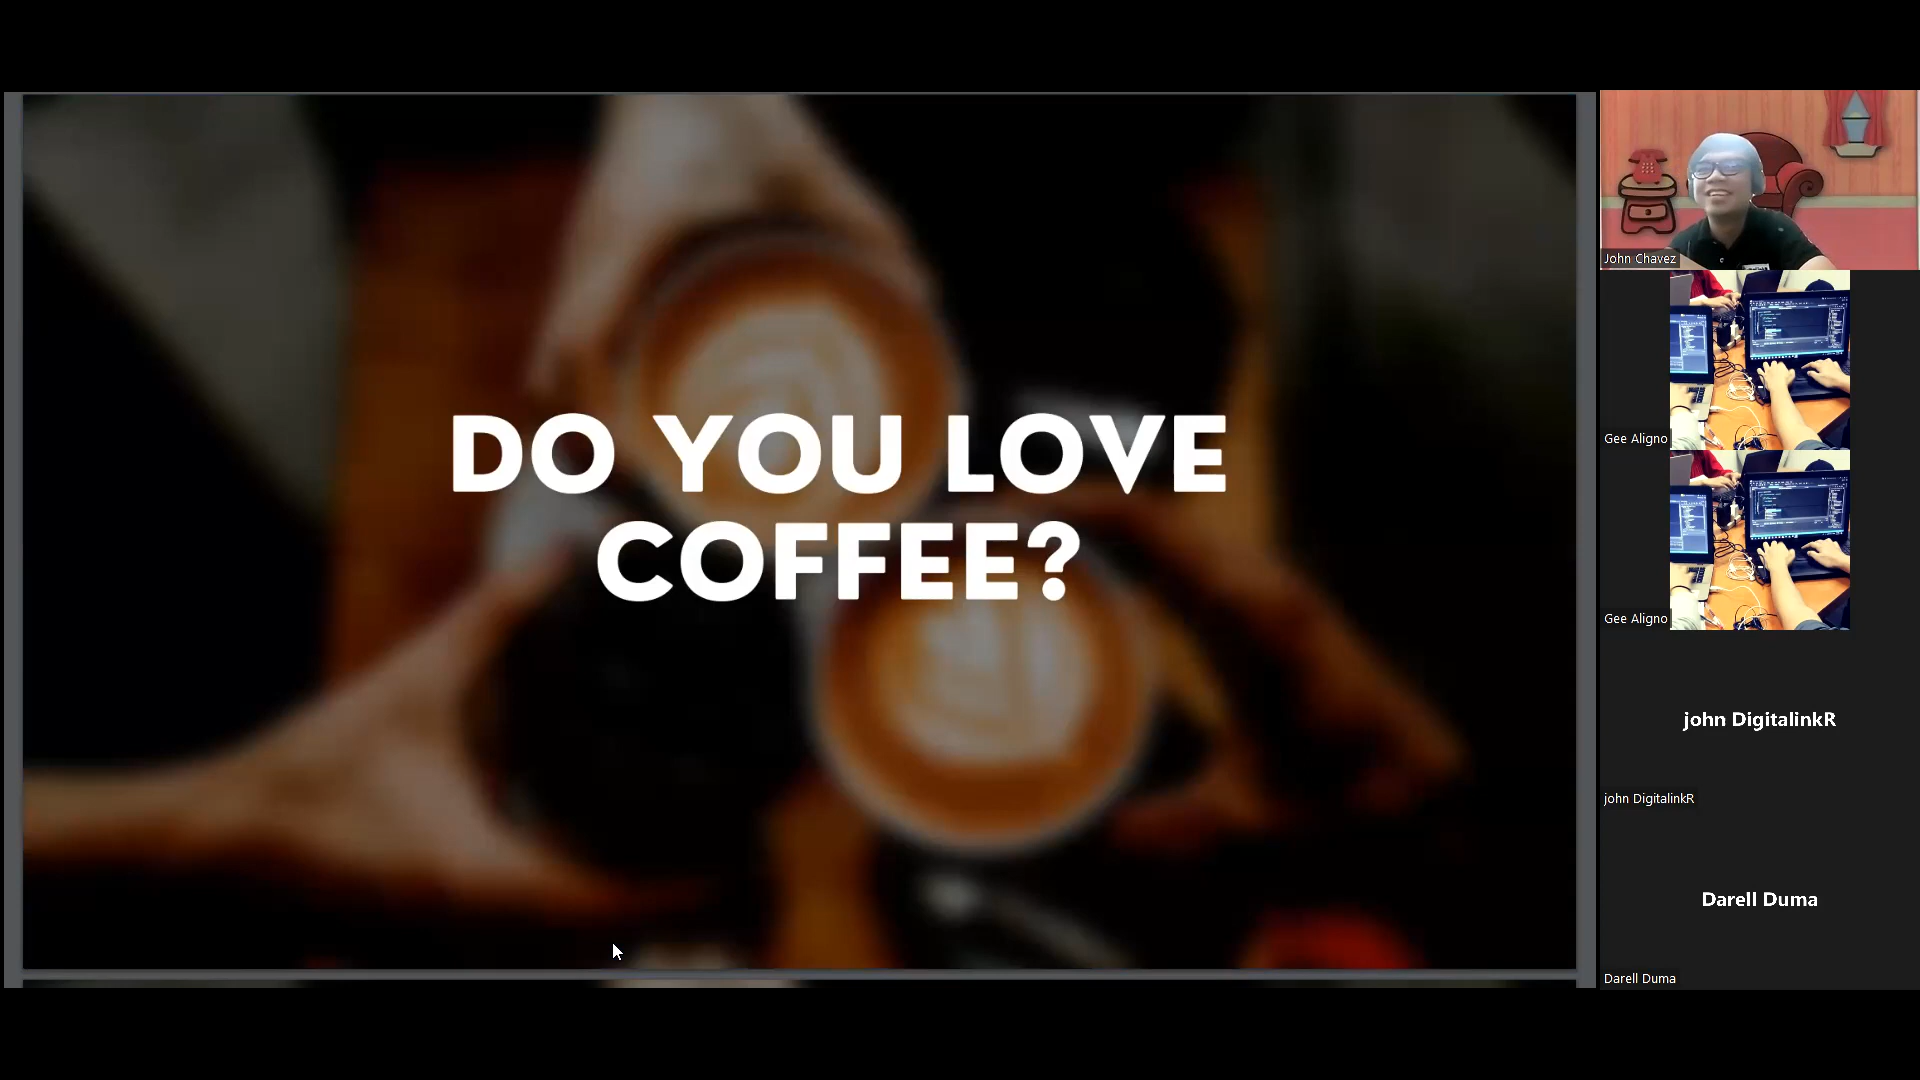 DO YOU LOVE
COFFEE?
John Chavez
Gee Aligno
Gee Aligno
john DigitalinkR
john DigitalinkR
Darell Duma
Darell Duma